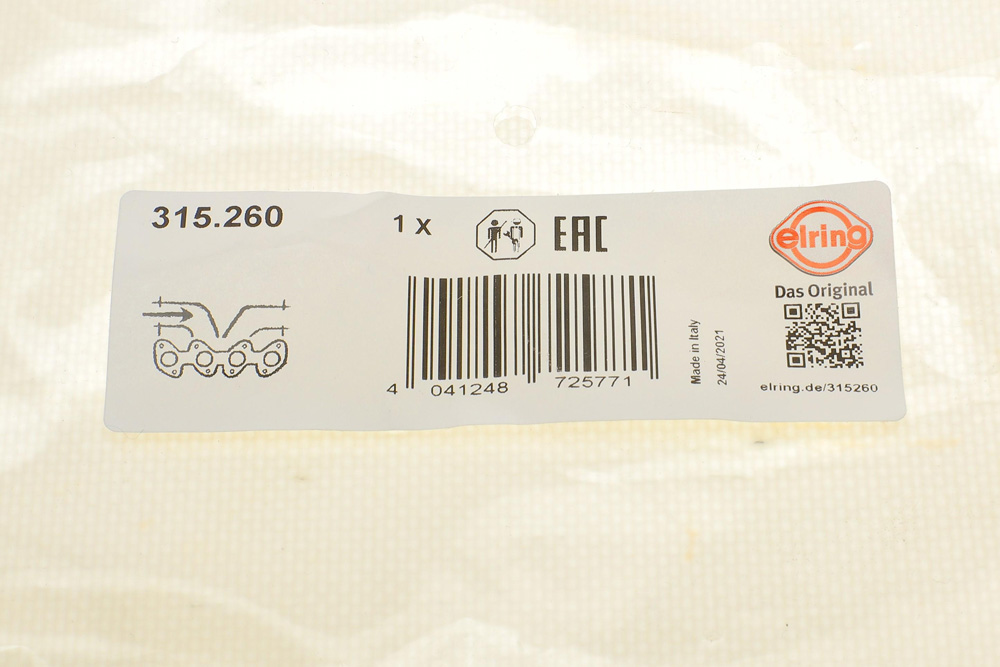 315.260
1 x
EAC
elring
Das Original
elring.de/315260
4 041248 725771
Made in Italy
24/04/2021